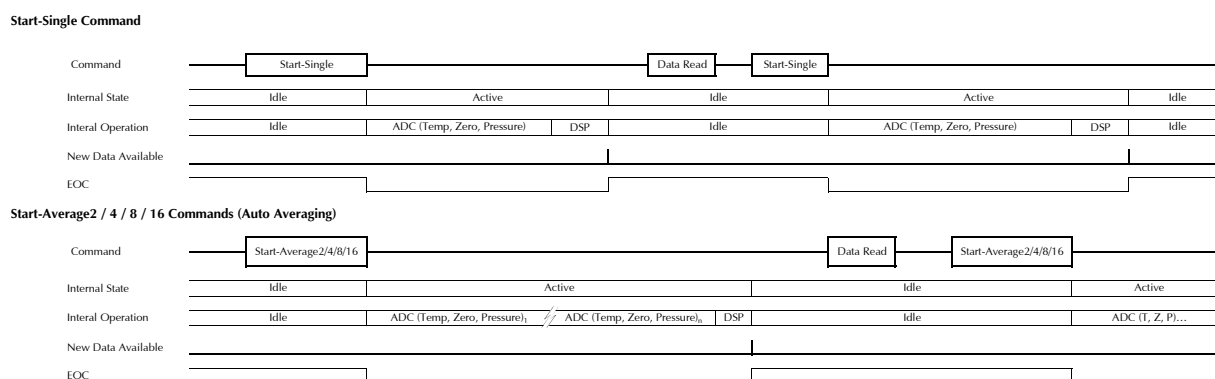 Start-Single Command
Command Start-Single Data Read Start-Single
Internal State Idle Active Idle Active Idle
Interal Operation Idle ADC (Temp, Zero, Pressure) DSP Idle ADC (Temp, Zero, Pressure) DSP Idle
New Data Available
EOC
Start-Average2 / 4 / 8 / 16 Commands (Auto Averaging)
Command Start-Average2/4/8/16 Data Read Start-Average2/4/8/16
Internal State Idle Active Idle Active
Interal Operation Idle ADC (Temp, Zero, Pressure)1 ADC (Temp, Zero, Pressure)n DSP Idle ADC (T, Z, P)...
New Data Available
EOC